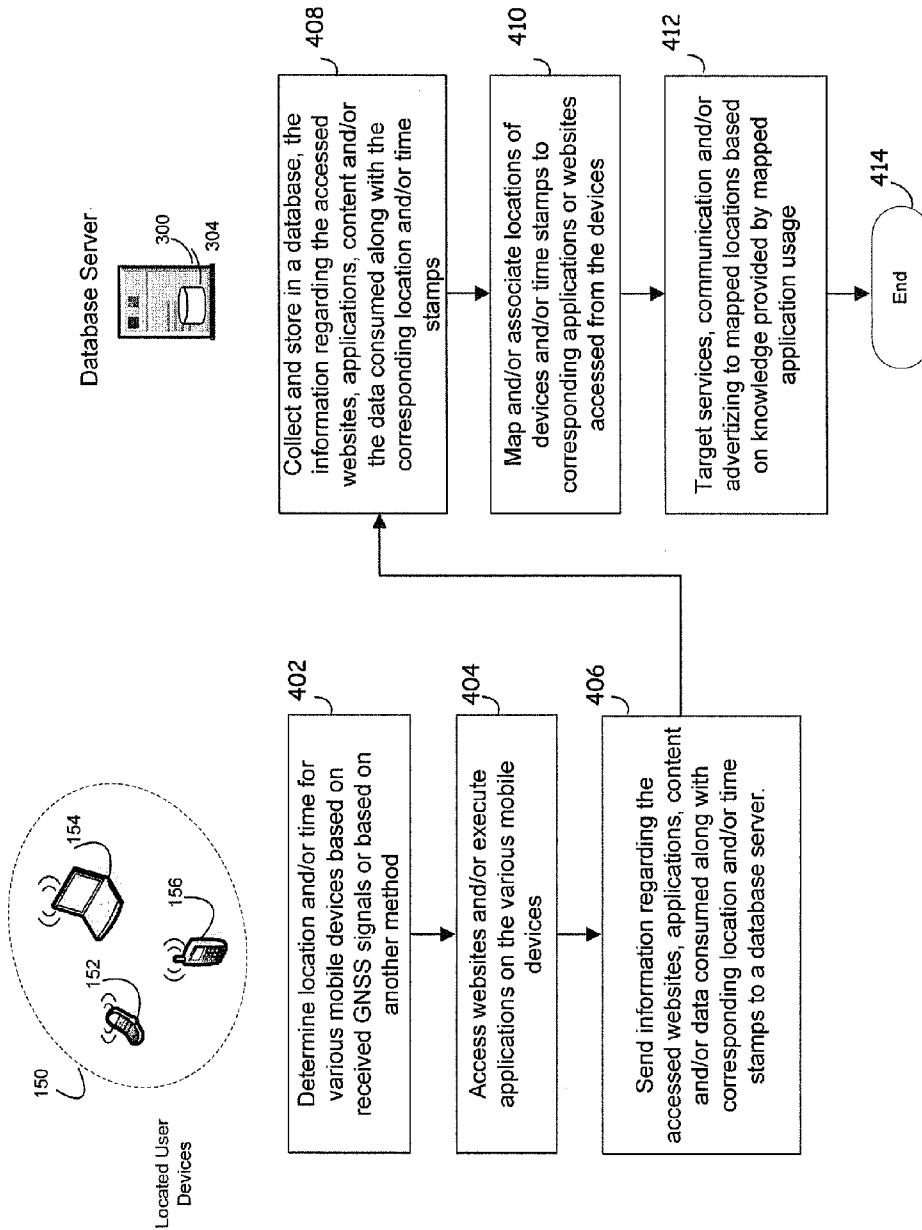 Located User
Devices
150
152
154
156
402
Determine location and/or time for
various mobile devices based on
received GNSS signals or based on
another method
404
Access websites and/or execute
applications on the various mobile
devices
406
Send information regarding the
accessed websites, applications, content
and/or data consumed along with
corresponding location and/or time
stamps to a database server.
Database Server
300
304
408
Collect and store in a database, the
information regarding the accessed
websites, applications, content and/or
the data consumed along with the
corresponding location and/or time
stamps
410
Map and/or associate locations of
devices and/or time stamps to
corresponding applications or websites
accessed from the devices
412
Target services, communication and/or
advertizing to mapped locations based
on knowledge provided by mapped
application usage
414
End